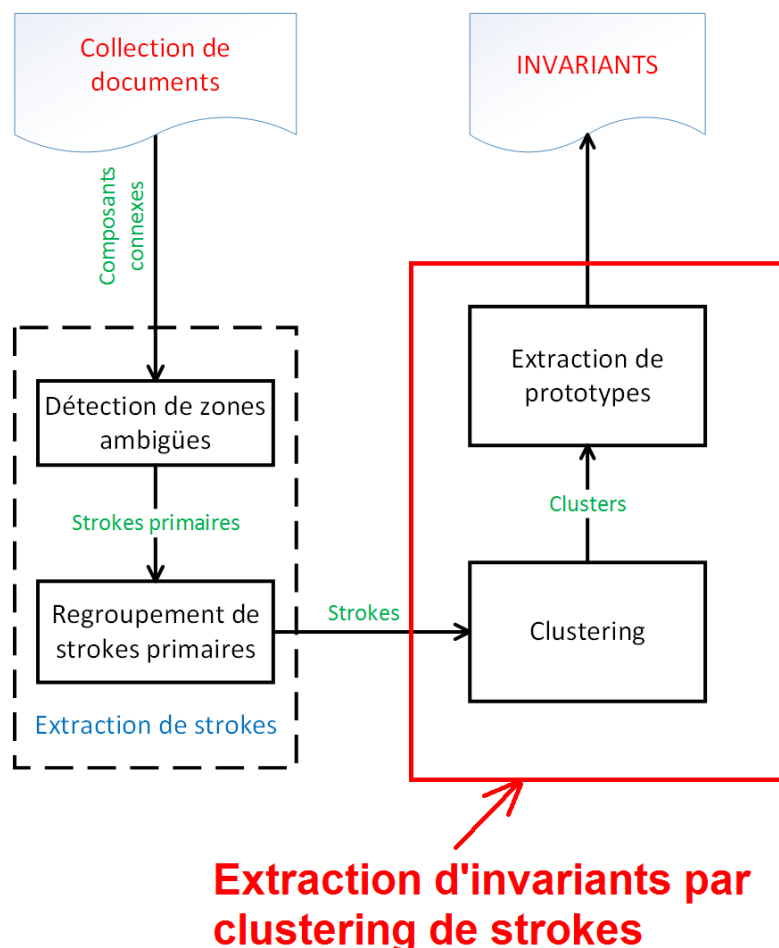 Collection de
documents
INVARIANTS
Composants
connexes
Détection de zones
ambigües
Strokes primaires
Regroupement de
strokes primaires
Extraction de strokes
Strokes
Extraction de
prototypes
Clusters
Clustering
Extraction d'invariants par
clustering de strokes